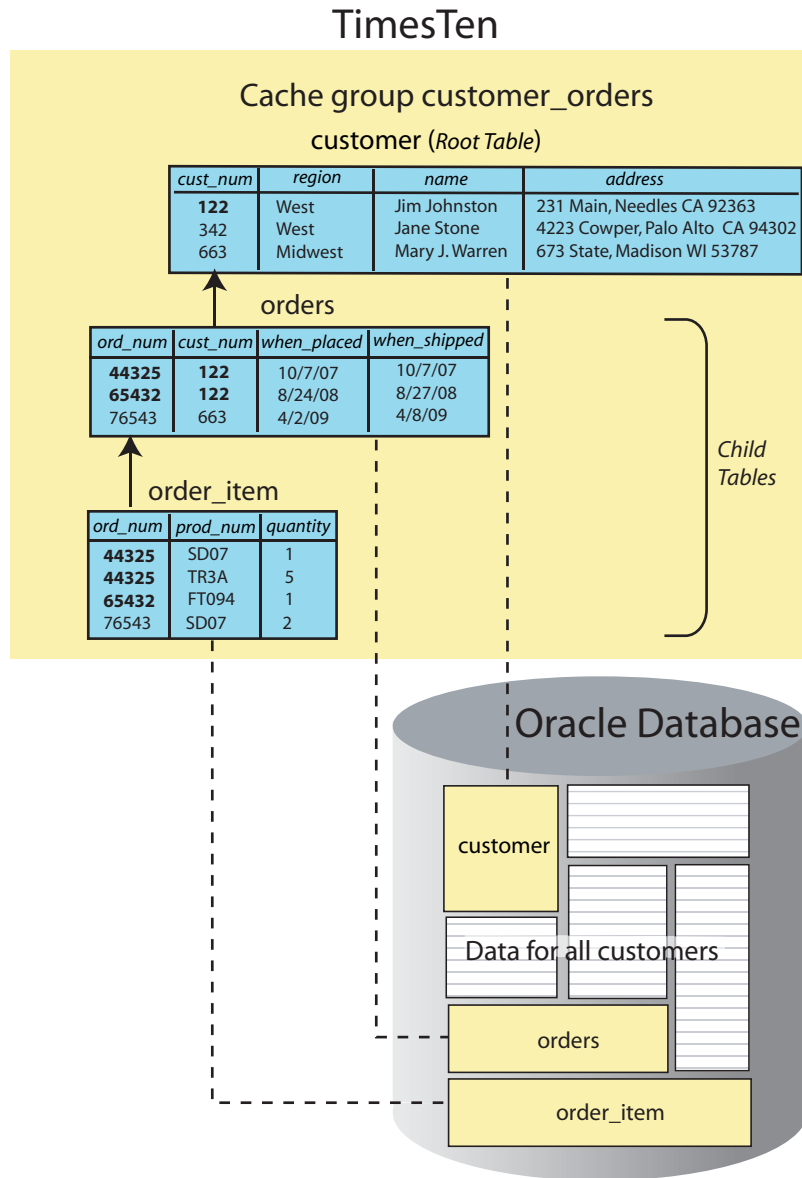 TimesTen
Cache group customer_orders
customer (Root Table)
cust_num region name address
122 West Jim Johnston 231 Main, Needles CA 92363
342 West Jane Stone 4223 Cowper, Palo Alto CA 94302
663 Midwest Mary J. Warren 673 State, Madison WI 53787
orders
ord_num cust_num when_placed when_shipped
44325 122 10/7/07 10/7/07
65432 122 8/24/08 8/27/08
76543 663 4/2/09 4/8/09
Child
Tables
order_item
ord_num prod_num quantity
44325 SD07 1
44325 TR3A 5
65432 FT094 1
76543 SD07 2
Oracle Database
customer
Data for all customers
orders
order_item